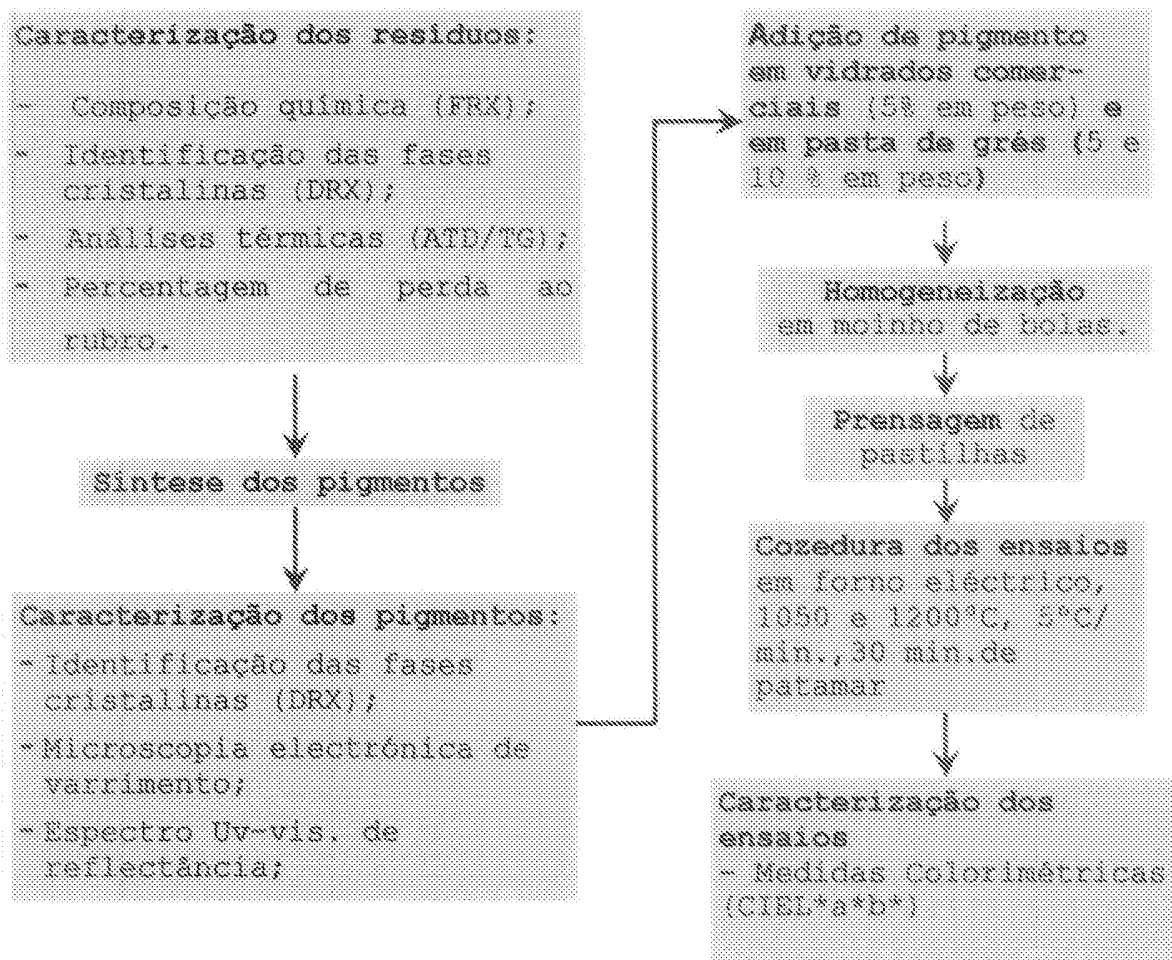 Caracterização dos resíduos:
- Composição química (FRX);
- Identificação das fases
cristalinas (DRX);
- Análises térmicas (ATD/TG);
- Percentagem de perda ao
rubro.
Síntese dos pigmentos
Caracterização dos pigmentos:
- Identificação das fases
cristalinas (DRX);
- Microscopia electrónica de
varrimento;
- Espectro Uv-vis. de
reflectância;
Adição de pigmento
em vidrados comer-
ciais (5% em peso) e
em pasta de grés (5 e
10 % em peso)
Homogeneização
em moinho de bolas.
Prensagem de
pastilhas
Cozedura dos ensaios
em forno eléctrico,
1050 e 1200ºC, 5ºC/
min.,30 min.de
patamar
Caracterização dos
ensaios
- Medidas Colorimétricas
(CIEL*a*b*)